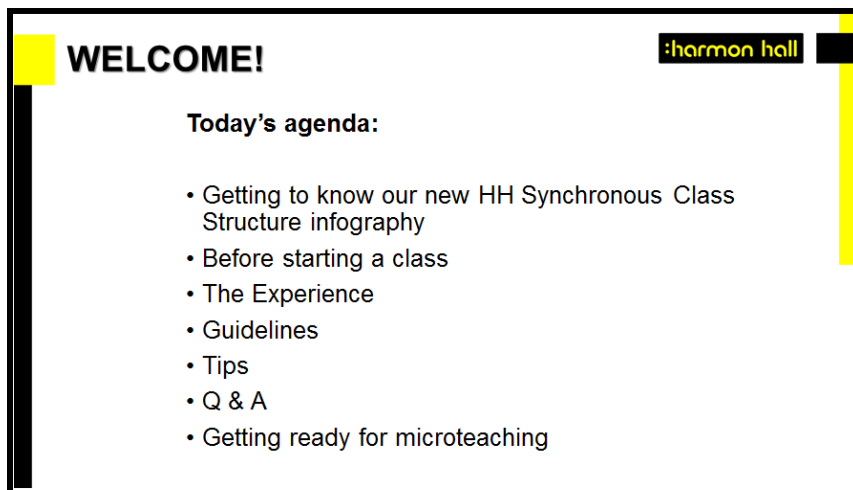 WELCOME!
:harmon hall
Today's agenda:
• Getting to know our new HH Synchronous Class
Structure infography
• Before starting a class
• The Experience
• Guidelines
• Tips
• Q & A
• Getting ready for microteaching